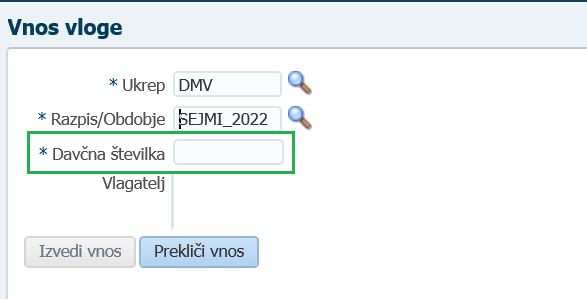 Vnos vloge
* Ukrep DMV
* Razpis/Obdobje SEJMI_2022
* Davčna številka
Vlagatelj
Izvedi vnos Prekliči vnos